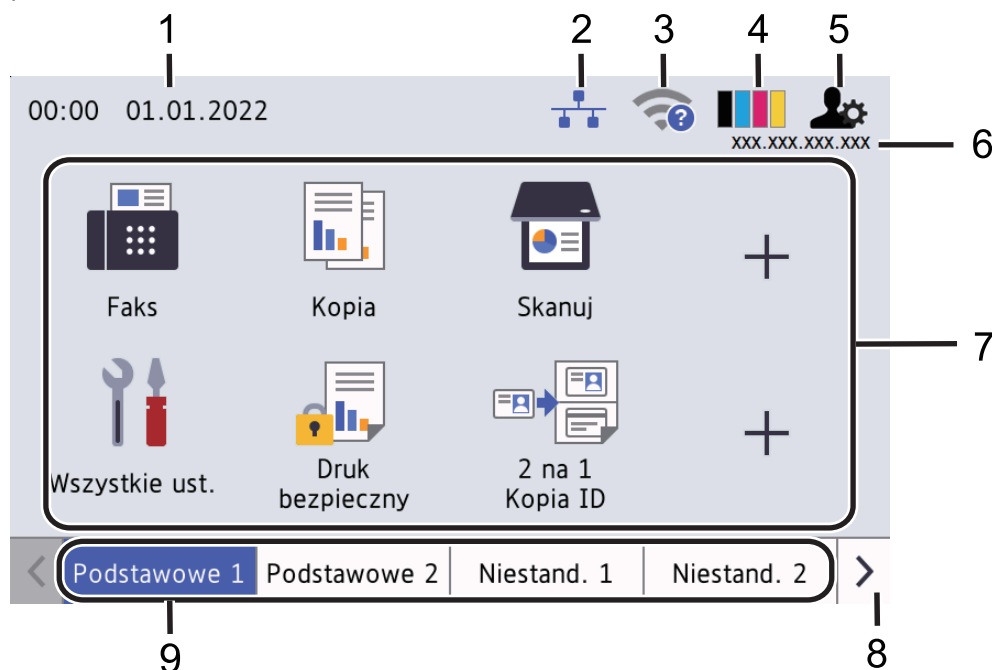 1 2 3 4 5
00:00 01.01.2022
?
XXX.XXX.XXX.XXX 6
Faks Kopia Skanuj
7
Wszystkie ust. Druk bezpieczny 2 na 1 Kopia ID
Podstawowe 1 Podstawowe 2 Niestand. 1 Niestand. 2
9 8